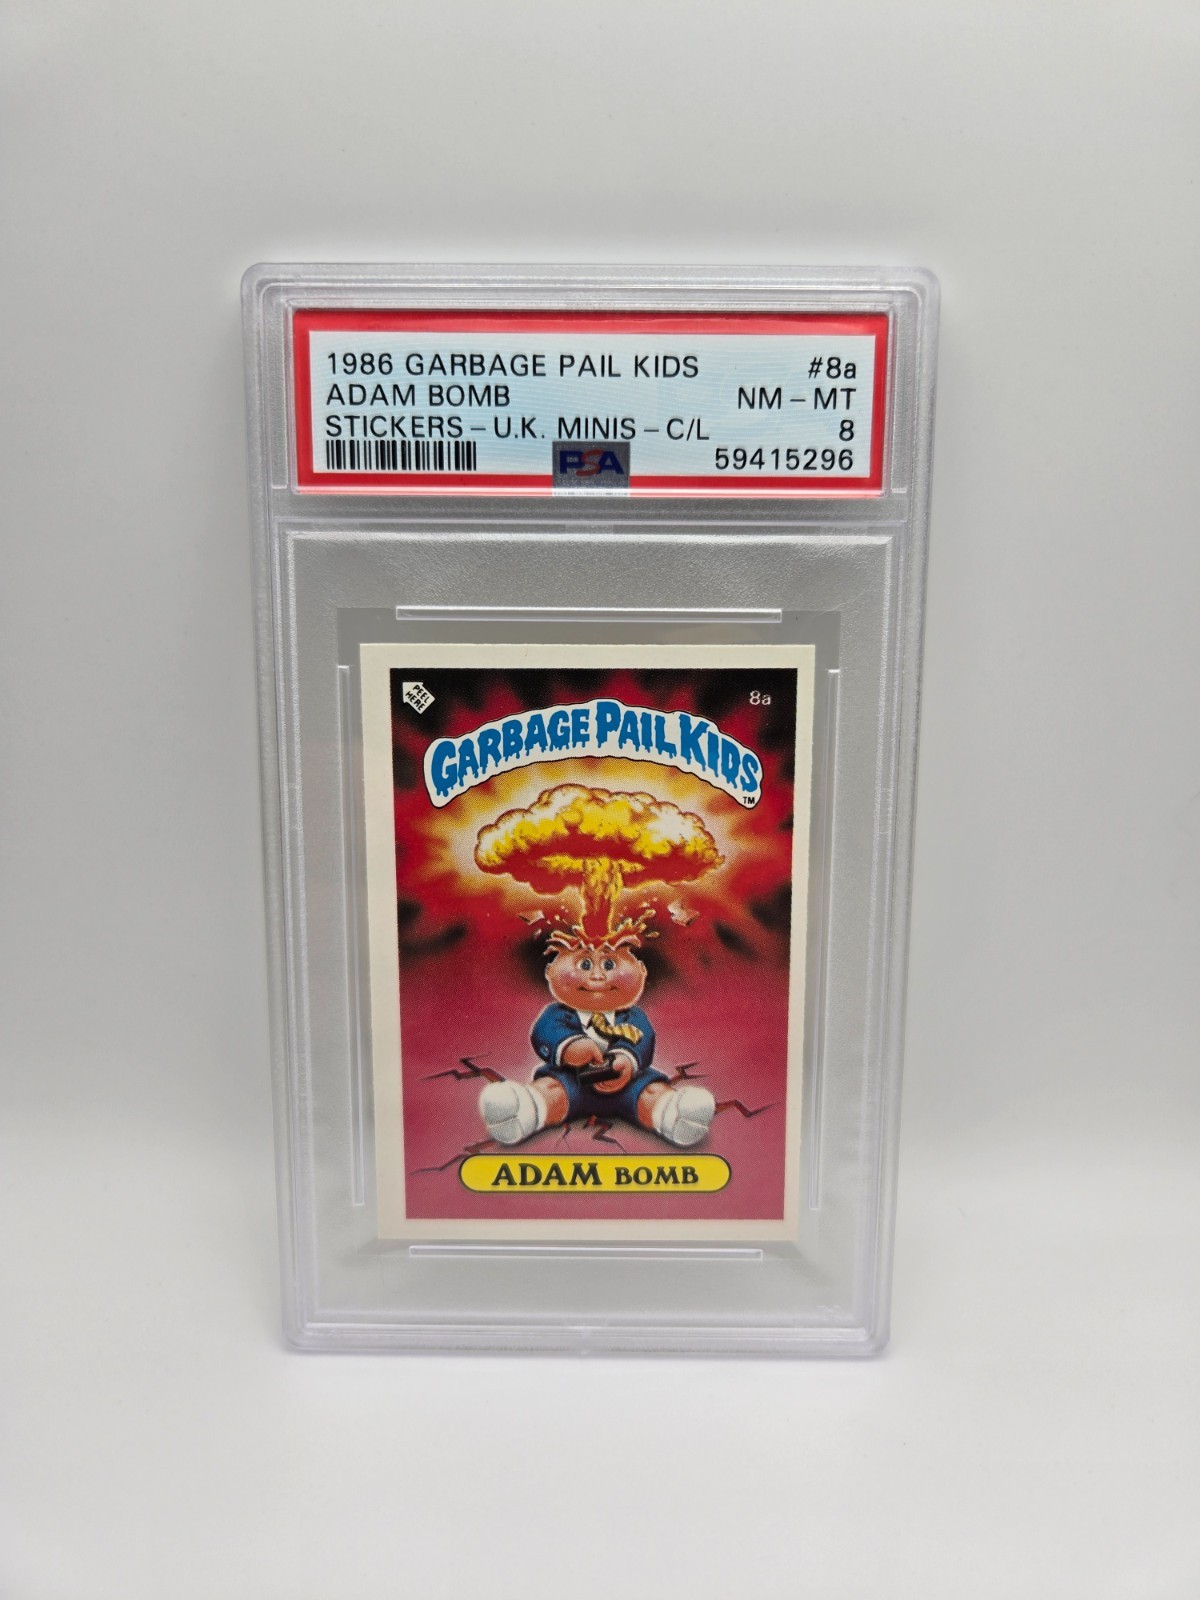 1986 GARBAGE PAIL KIDS #8a
ADAM BOMB NM-MT
STICKERS-U.K. MINIS-C/L 8
PSA 59415296
PEEL HERE
8a
GARBAGE PAIL KIDS TM
ADAM BOMB